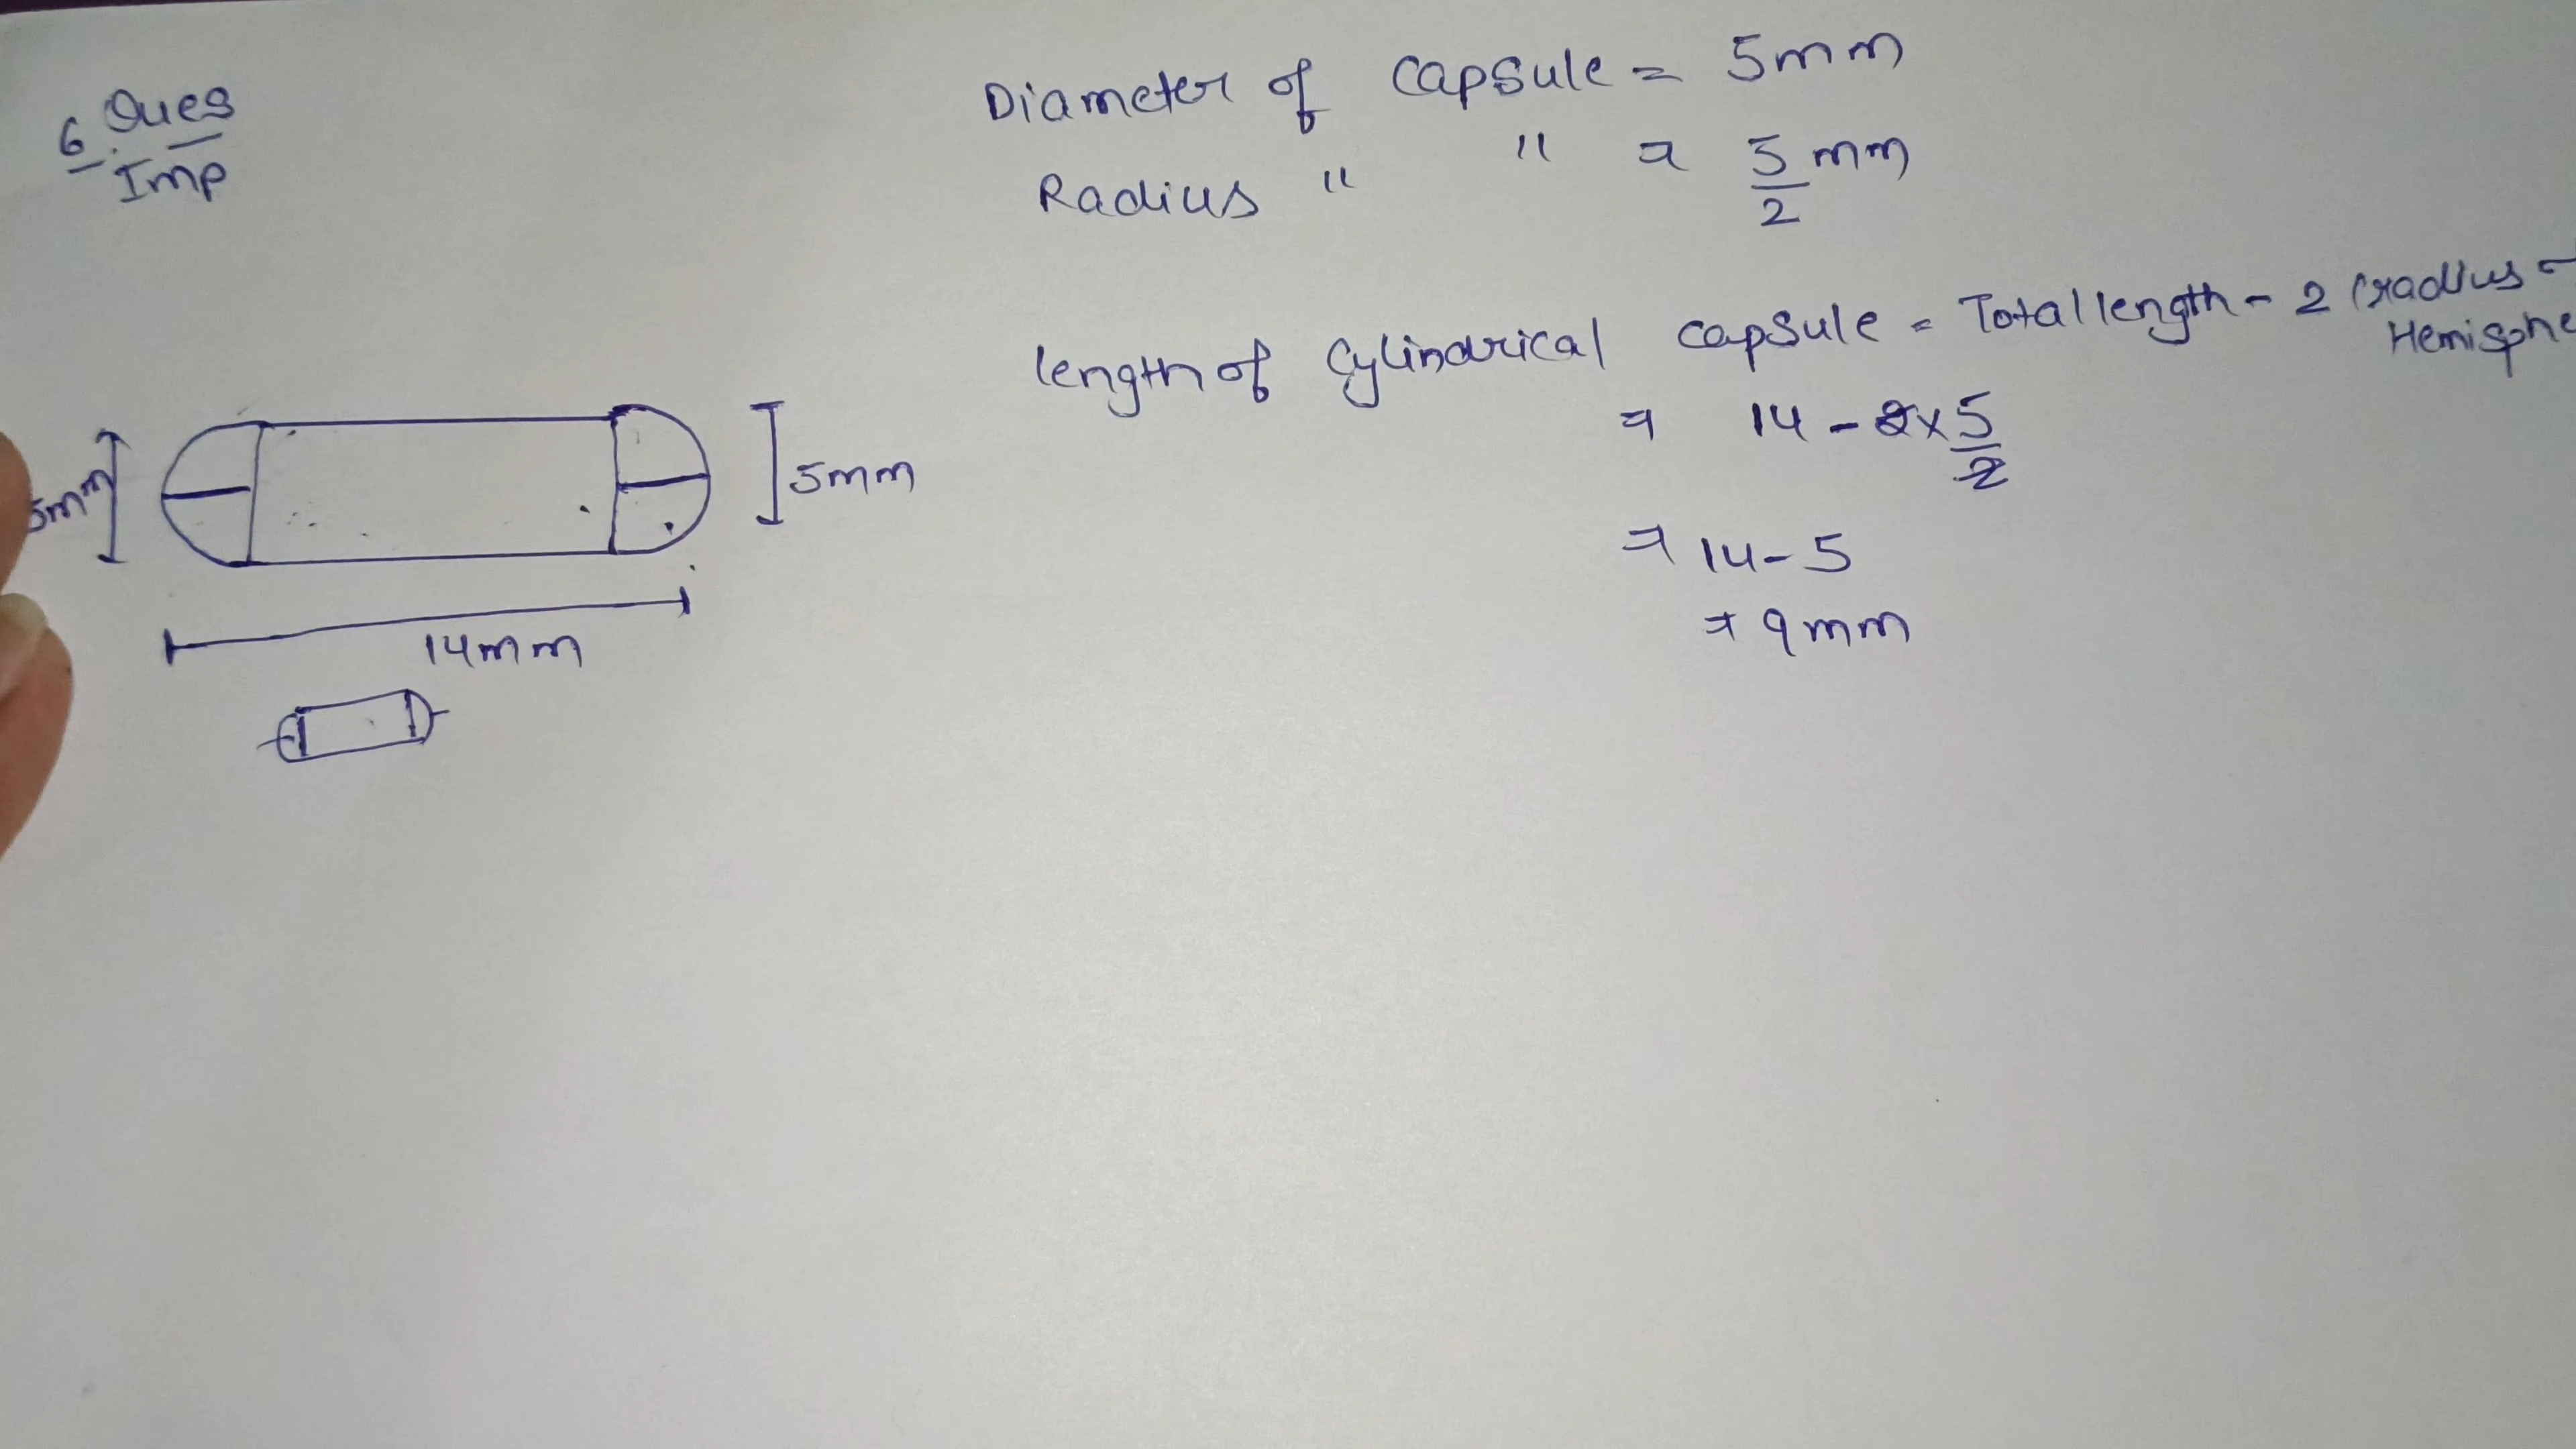 6. Ques
Imp
Diameter of capsule = 5mm
Radius " " = 5/2 mm
length of cylindrical capsule = Total length - 2 (radius
Hemisphe
= 14 - 2 x 5/2
= 14 - 5
= 9mm
5mm
5mm
14mm